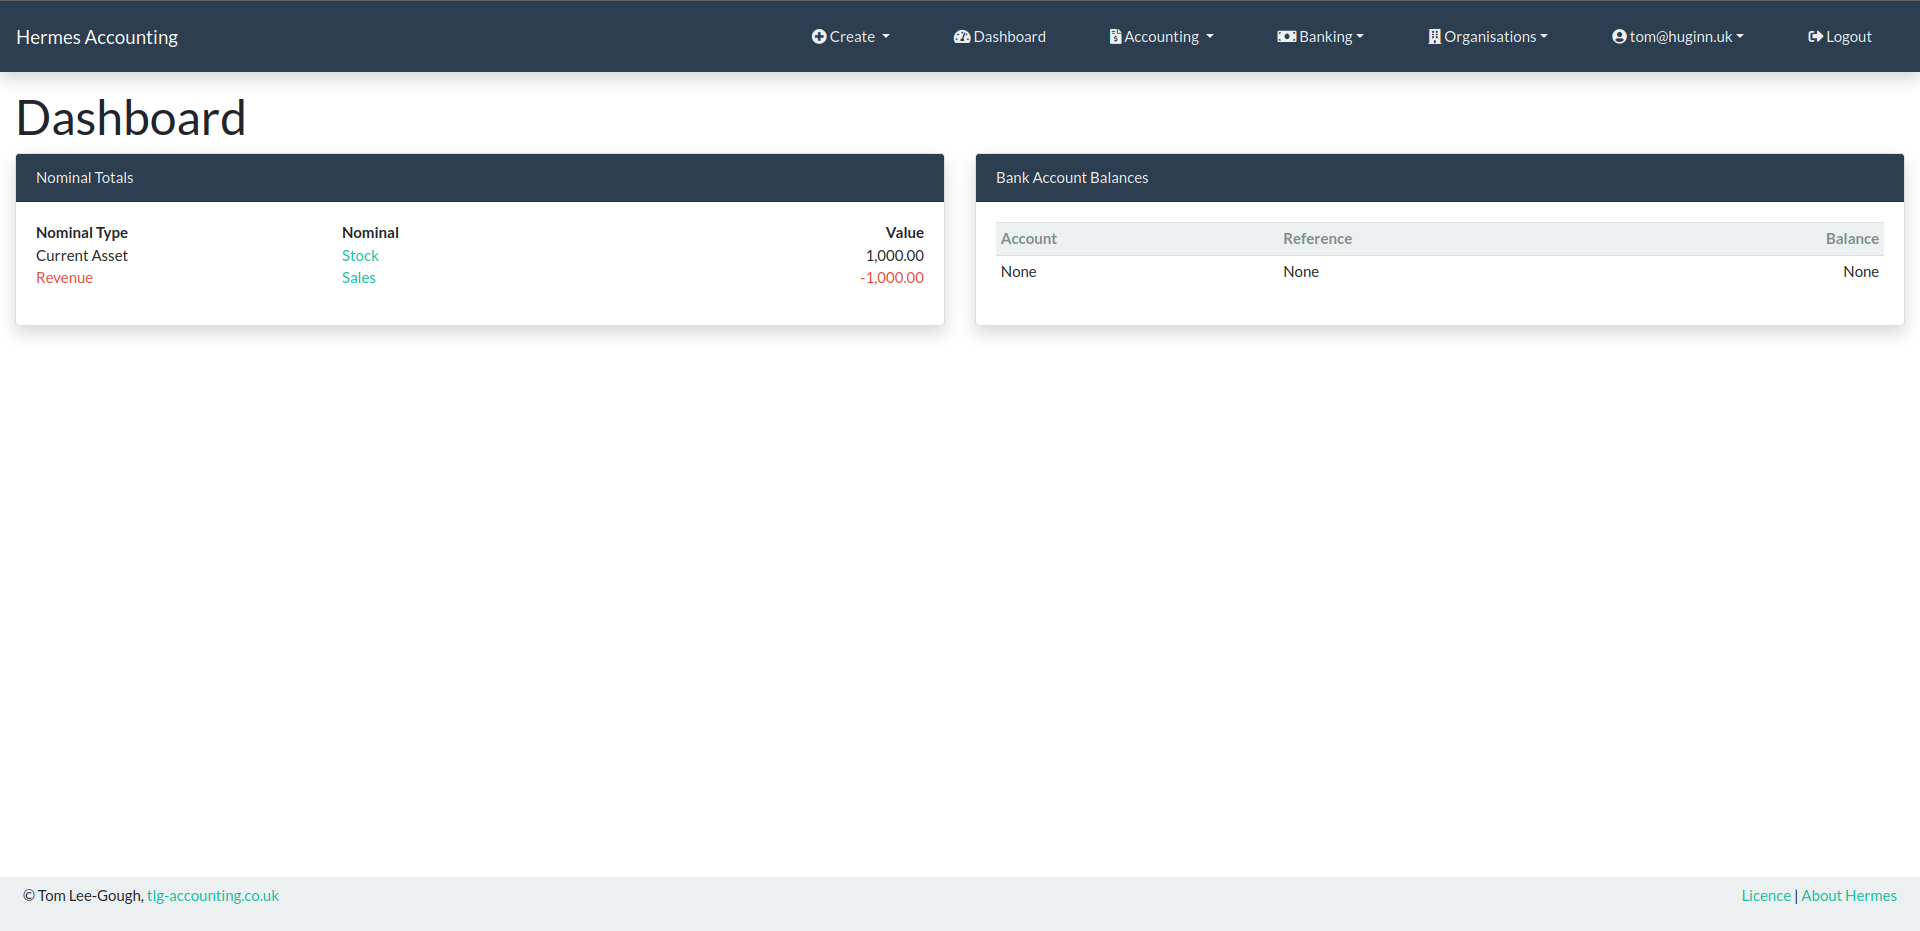 Hermes Accounting Create Dashboard Accounting Banking Organisations tom@huginn.uk Logout
Dashboard
Nominal Totals
Nominal Type Nominal Value
Current Asset Stock 1,000.00
Revenue Sales -1,000.00
Bank Account Balances
Account Reference Balance
None None None
© Tom Lee-Gough, tlg-accounting.co.uk
Licence | About Hermes